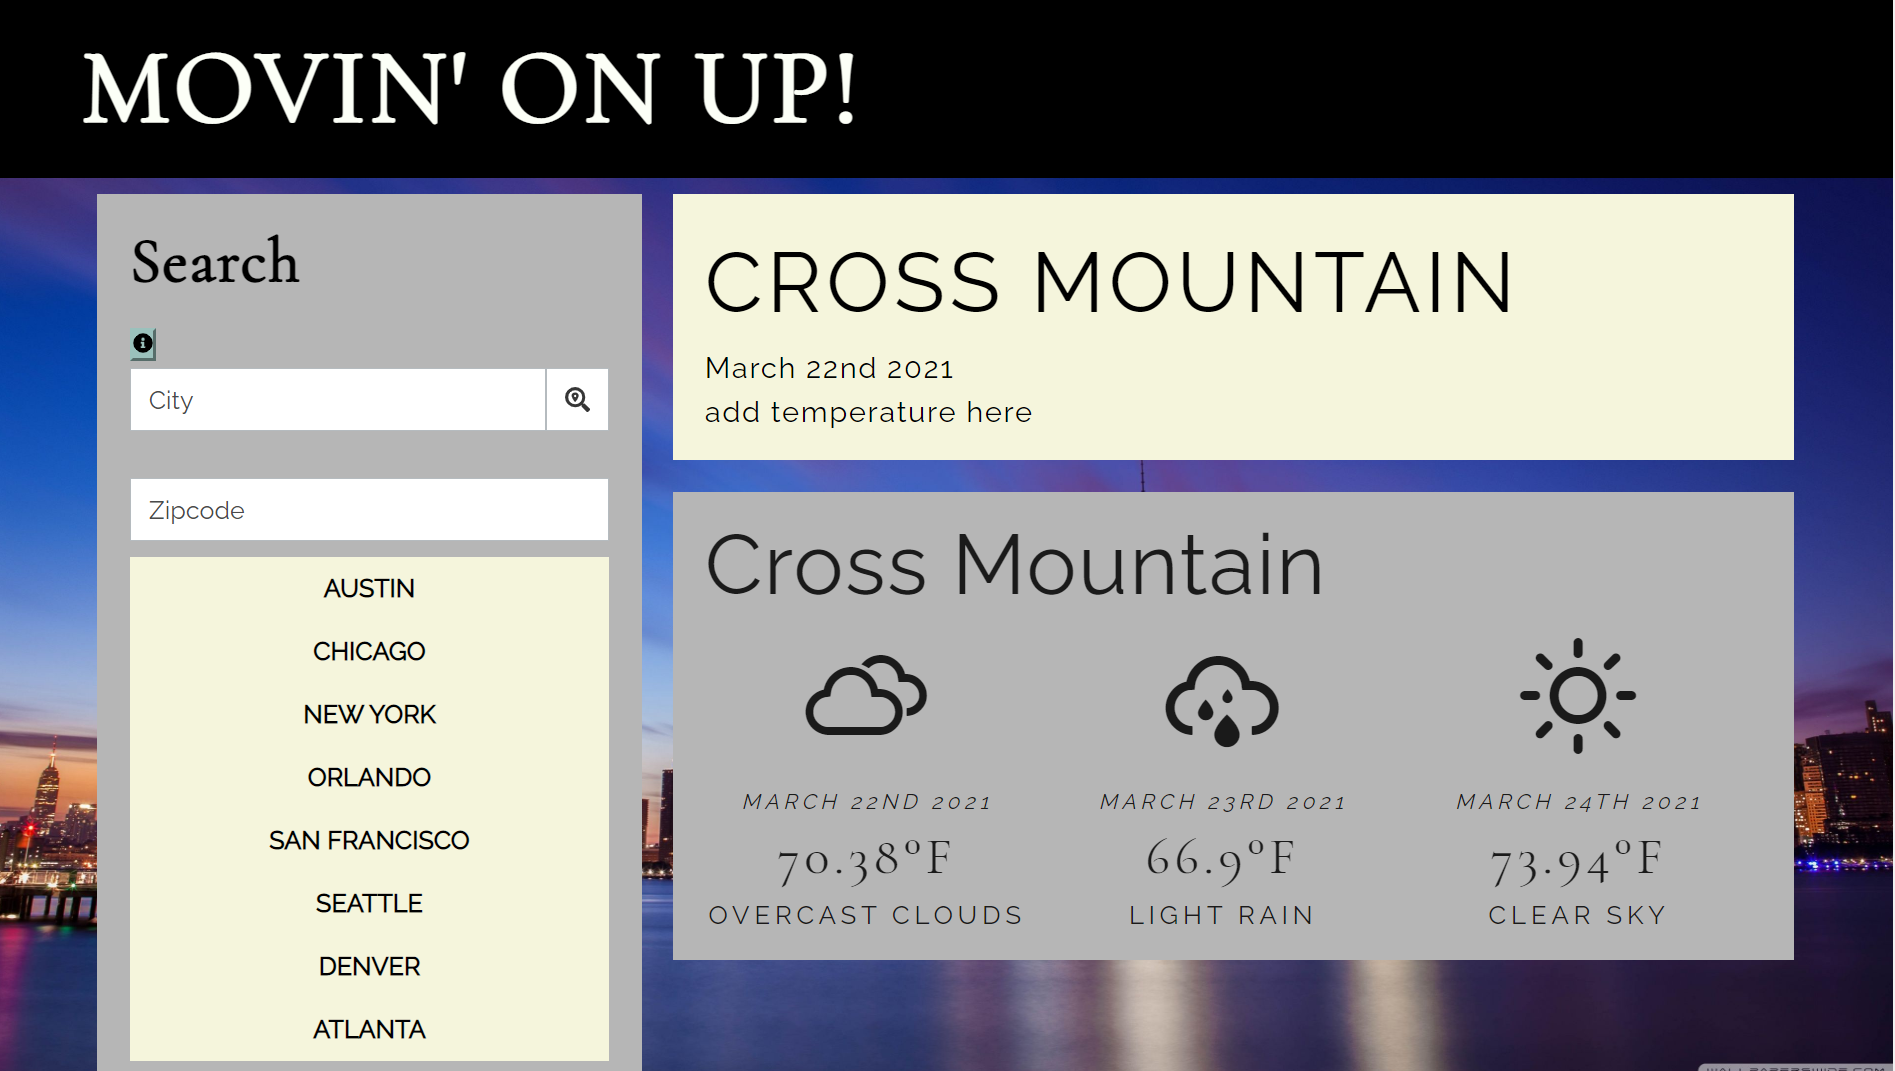 MOVIN' ON UP!
Search
City
Zipcode
AUSTIN
CHICAGO
NEW YORK
ORLANDO
SAN FRANCISCO
SEATTLE
DENVER
ATLANTA
CROSS MOUNTAIN
March 22nd 2021
add temperature here
Cross Mountain
MARCH 22ND 2021
70.38°F
OVERCAST CLOUDS
MARCH 23RD 2021
66.9°F
LIGHT RAIN
MARCH 24TH 2021
73.94°F
CLEAR SKY